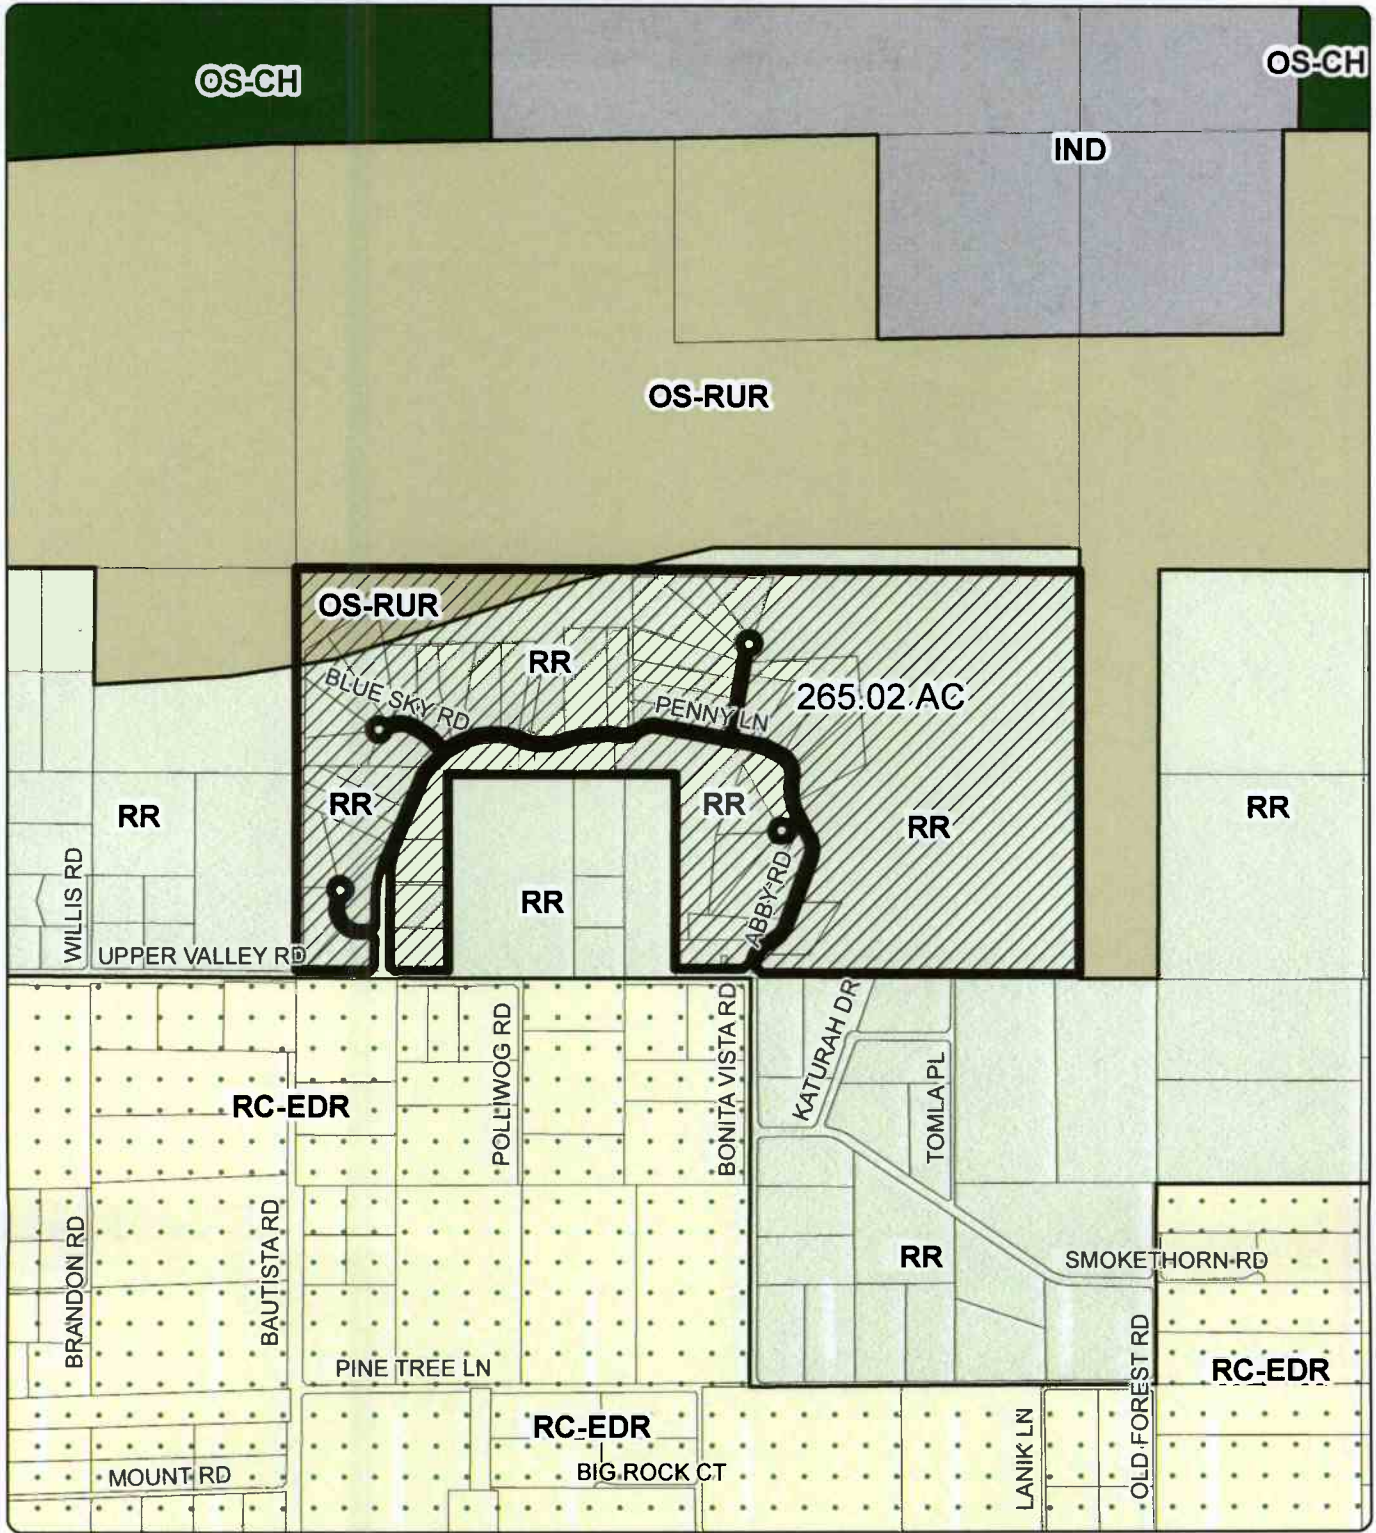 OS-CH
OS-CH
IND
OS-RUR
OS-RUR
RR
BLUE SKY RD
PENNY LN
265.02 AC
RR
RR
RR
RR
RR
RR
WILLIS RD
ABBY RD
UPPER VALLEY RD
POLLIWOG RD
BONITA VISTA RD
KATURAH DR
TOMLA PL
RC-EDR
BRANDON RD
BAUTISTA RD
RR
SMOKETHORN RD
PINE TREE LN
OLD FOREST RD
RC-EDR
RC-EDR
LANIK LN
MOUNT RD
BIG ROCK CT